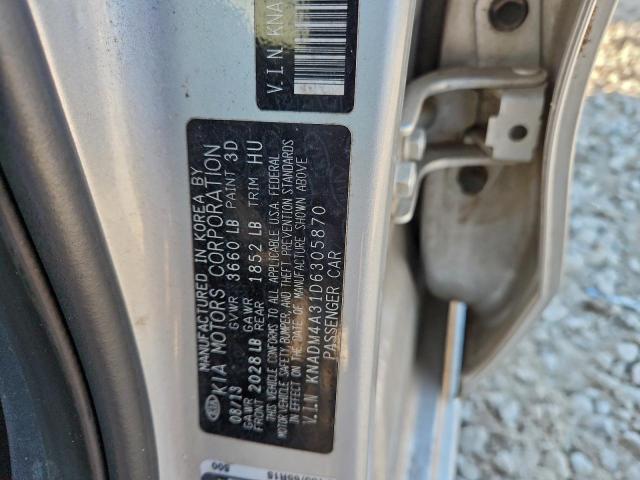 MANUFACTURED IN KOREA BY
KIA MOTORS CORPORATION
08/13 GVWR 3660 LB PAINT 3D
GAWR FRONT 2028 LB GAWR REAR 1852 LB TRIM HU
THIS VEHICLE CONFORMS TO ALL APPLICABLE U.S.A. FEDERAL
MOTOR VEHICLE SAFETY BUMPER, AND THEFT PREVENTION STANDARDS
IN EFFECT ON THE DATE OF MANUFACTURE SHOWN ABOVE
V.I.N KNADM4A31D6305870
PASSENGER CAR
V.I.N KNA
65R15
500